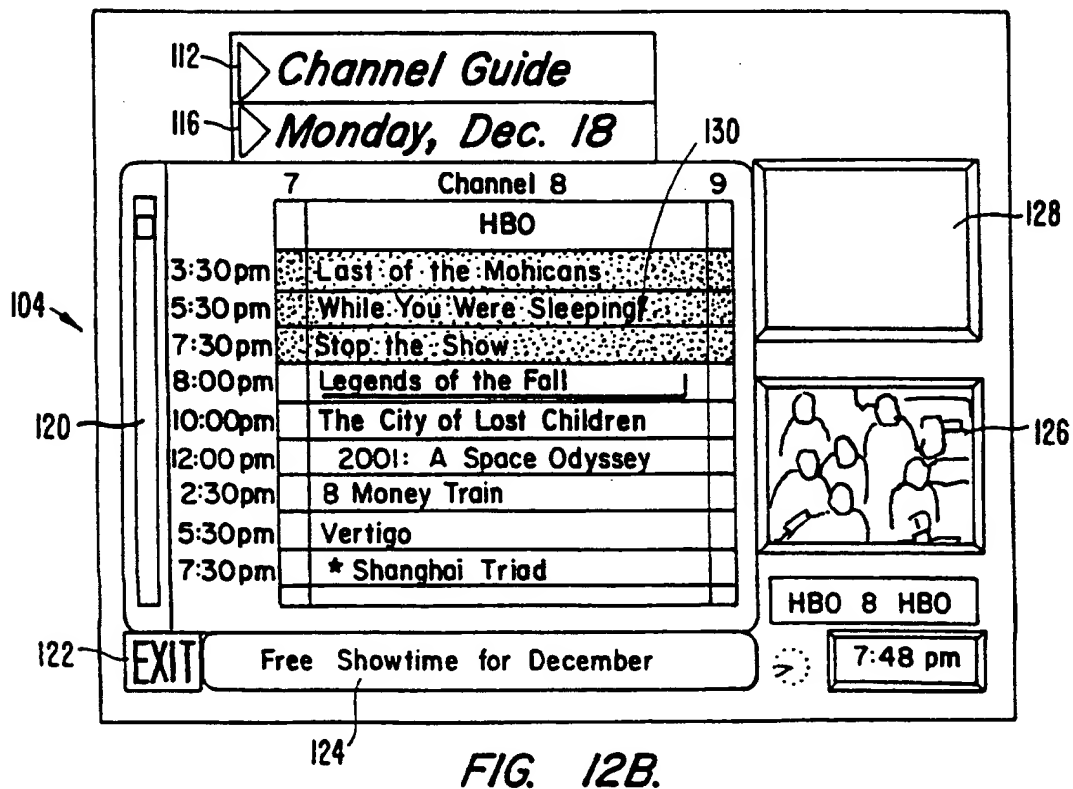 112
Channel Guide
116
Monday, Dec. 18
130
7 Channel 8 9
128
HBO
3:30pm Last of the Mohicans
104
5:30pm While You Were Sleeping
7:30pm Stop the Show
8:00pm Legends of the Fall
120
10:00pm The City of Lost Children
126
12:00 pm 2001: A Space Odyssey
2:30pm 8 Money Train
5:30pm Vertigo
7:30pm * Shanghai Triad
HBO 8 HBO
122
EXIT
Free Showtime for December
7:48 pm
124
FIG. 12B.